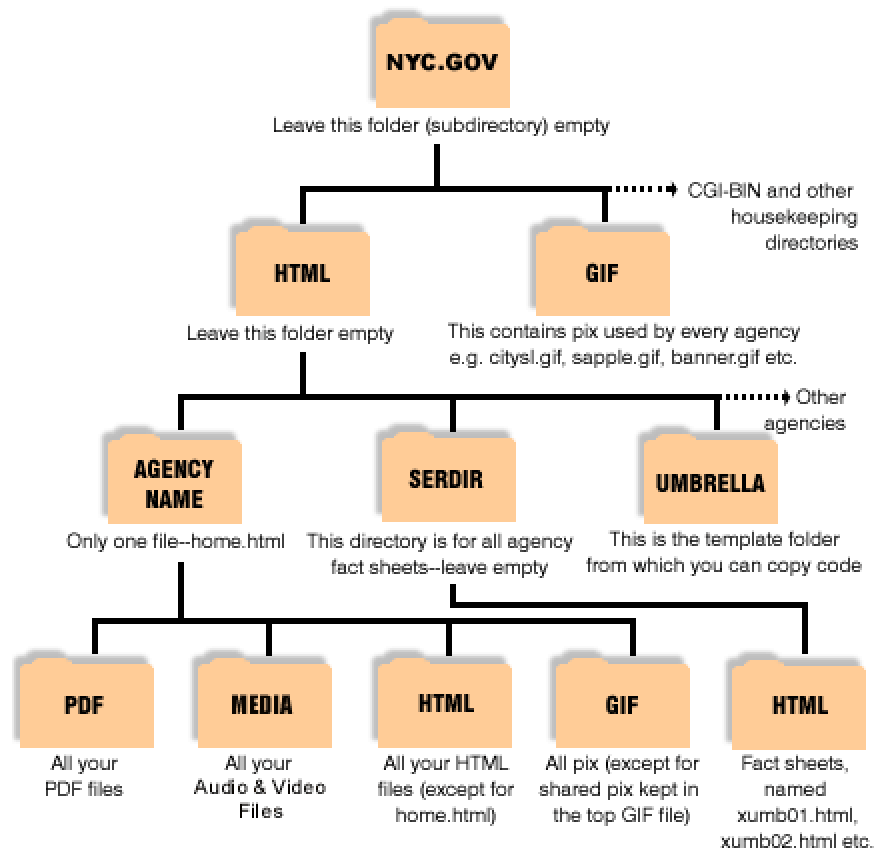 NYC.GOV
Leave this folder (subdirectory) empty
CGI-BIN and other
housekeeping
directories
HTML
GIF
Leave this folder empty
This contains pix used by every agency
e.g. citysl.gif, sapple.gif, banner.gif etc.
Other
agencies
AGENCY
NAME
SERDIR
UMBRELLA
Only one file--home.html
This directory is for all agency
fact sheets--leave empty
This is the template folder
from which you can copy code
PDF
MEDIA
HTML
GIF
HTML
All your
PDF files
All your
Audio & Video
Files
All your HTML
files (except for
home.html)
All pix (except for
shared pix kept in
the top GIF file)
Fact sheets,
named
xumb01.html,
xumb02.html etc.